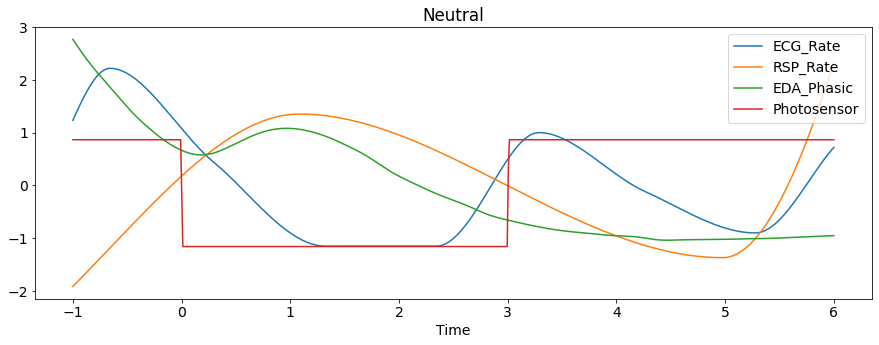 Neutral
3
2
1
0
−1
−2
ECG_Rate
RSP_Rate
EDA_Phasic
Photosensor
−1 0 1 2 3 4 5 6
Time